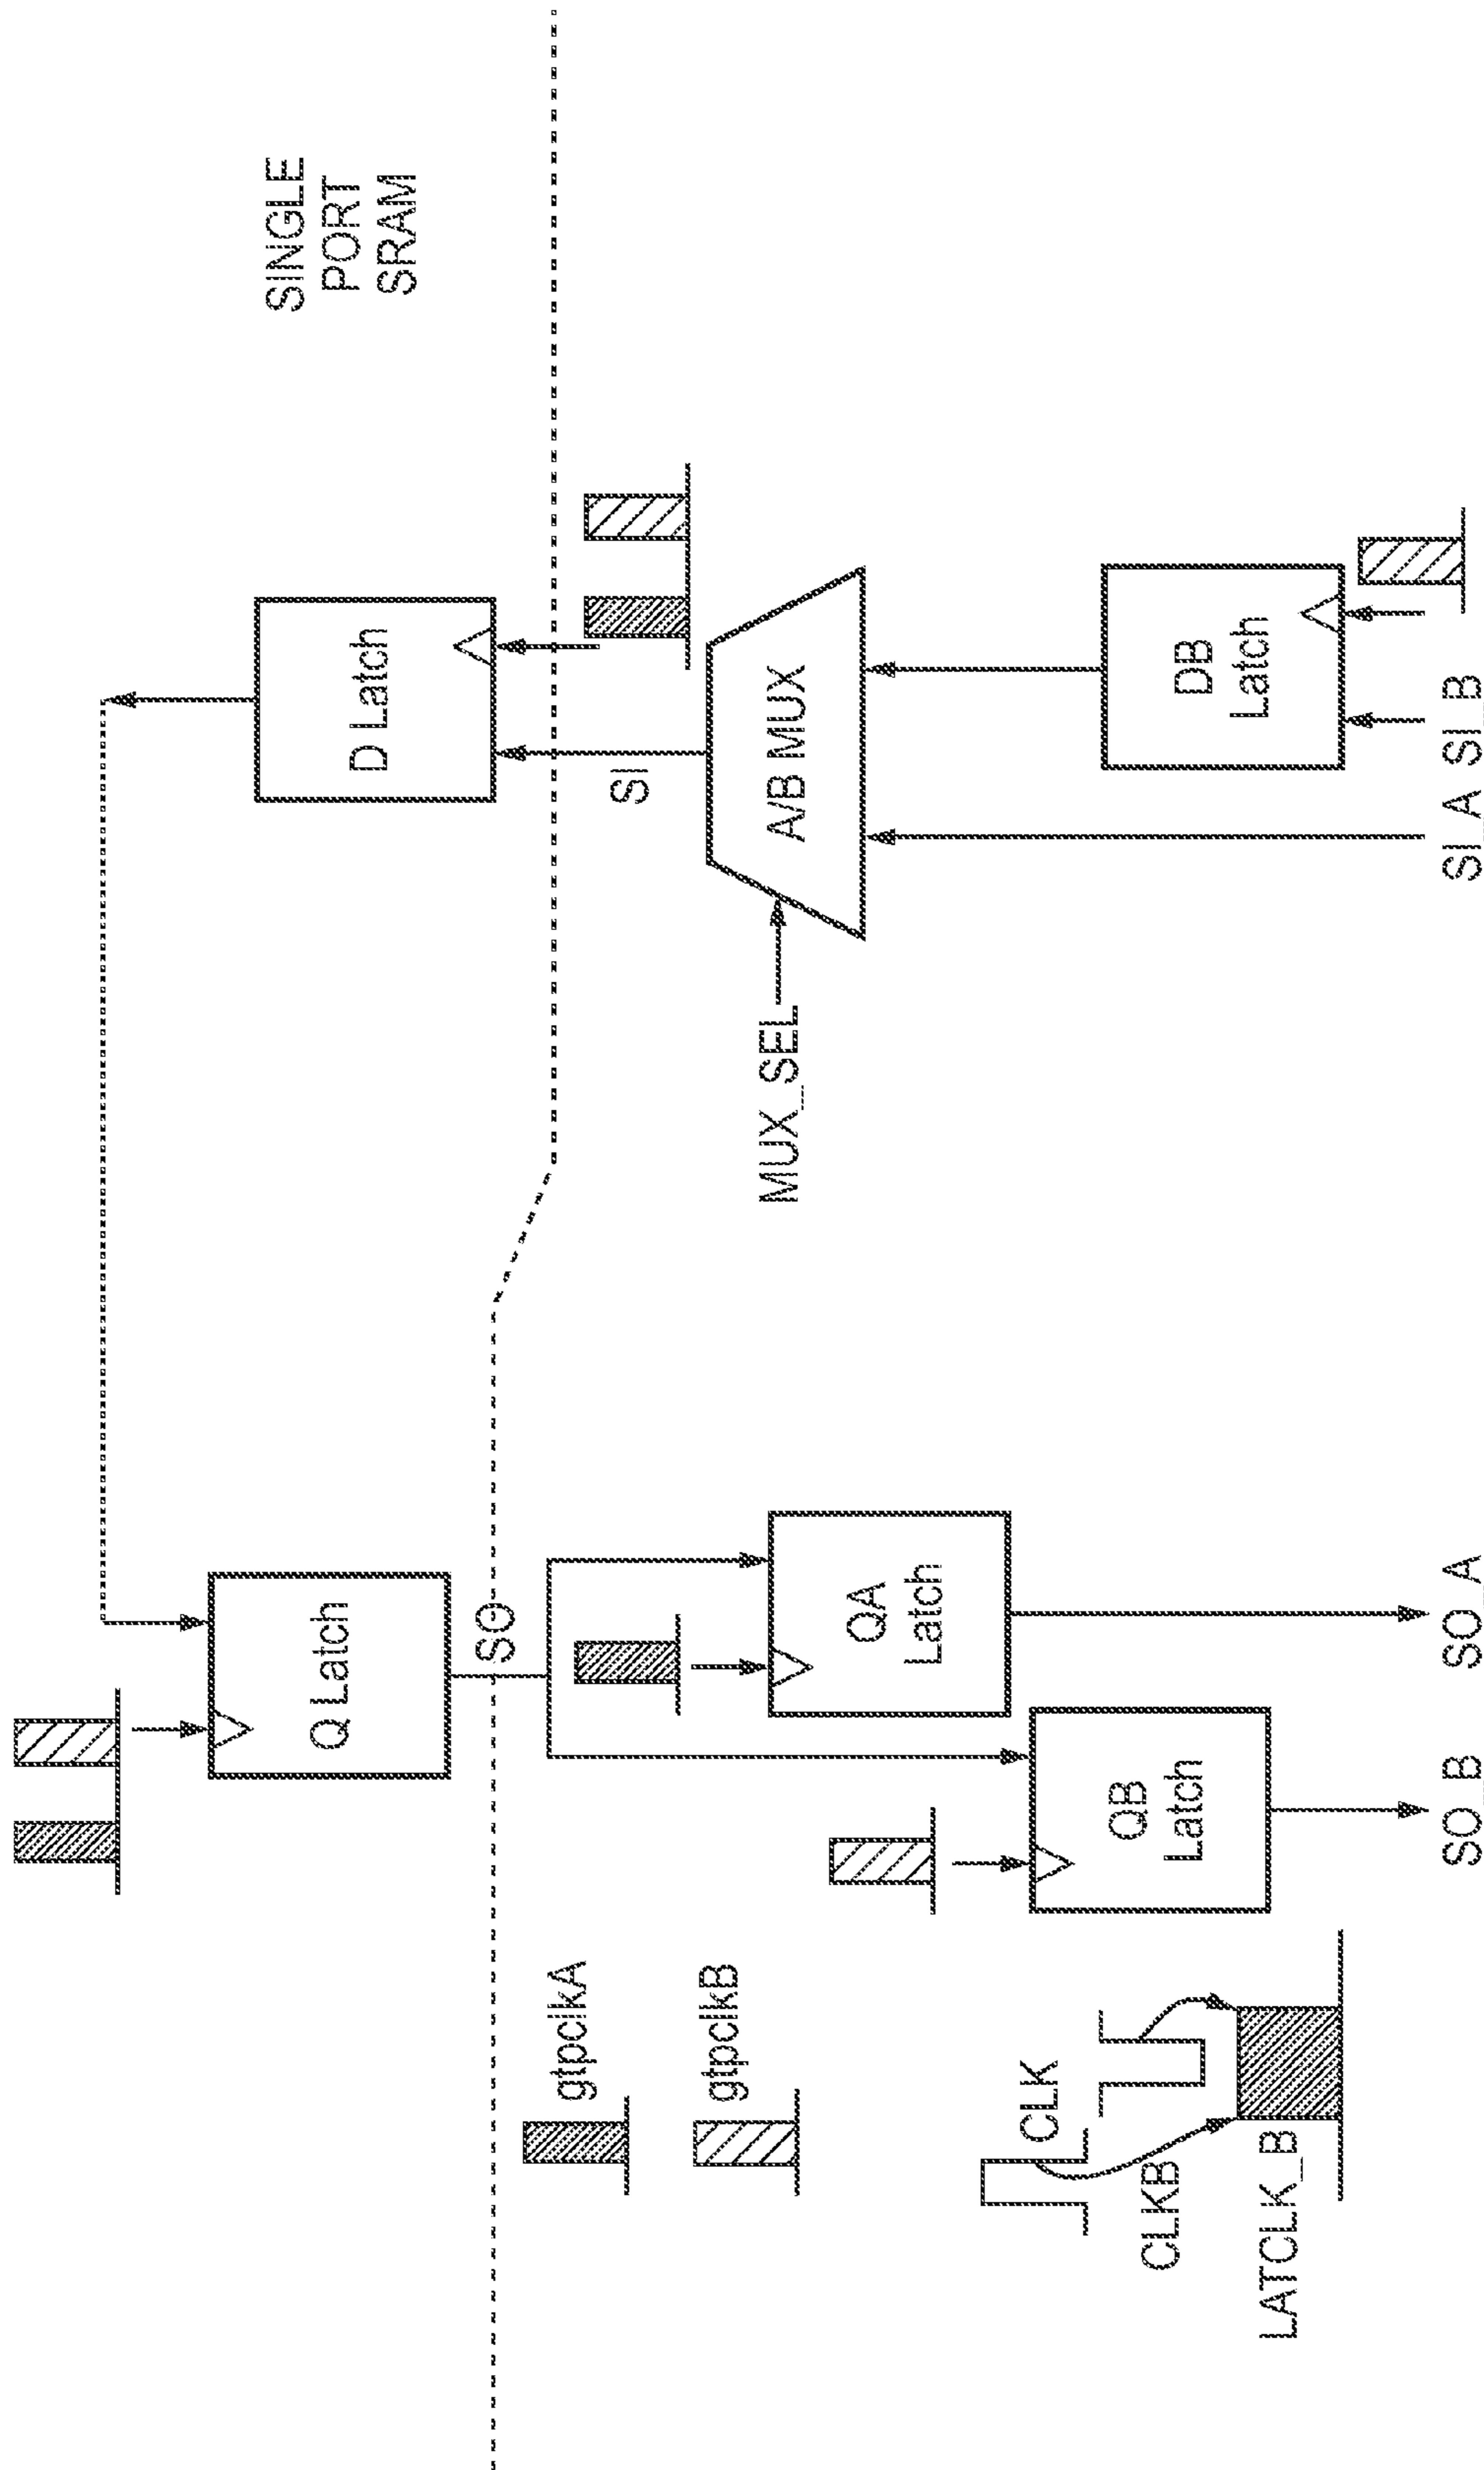 SINGLE
PORT
SRAM
Q Latch
D Latch
SO
SI
gtpclkA
gtpclkB
QA
Latch
MUX_SEL
A/B MUX
QB
Latch
DB
Latch
CLK
CLKB
LATCLK_B
SO_B
SO_A
SI_A
SI_B